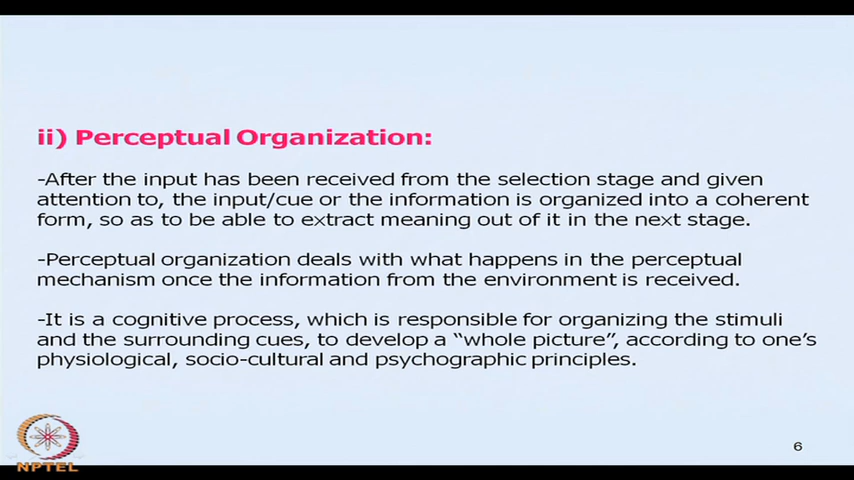 ii) Perceptual Organization:
-After the input has been received from the selection stage and given
attention to, the input/cue or the information is organized into a coherent
form, so as to be able to extract meaning out of it in the next stage.
-Perceptual organization deals with what happens in the perceptual
mechanism once the information from the environment is received.
-It is a cognitive process, which is responsible for organizing the stimuli
and the surrounding cues, to develop a “whole picture”, according to one’s
physiological, socio-cultural and psychographic principles.
6
NPTEL